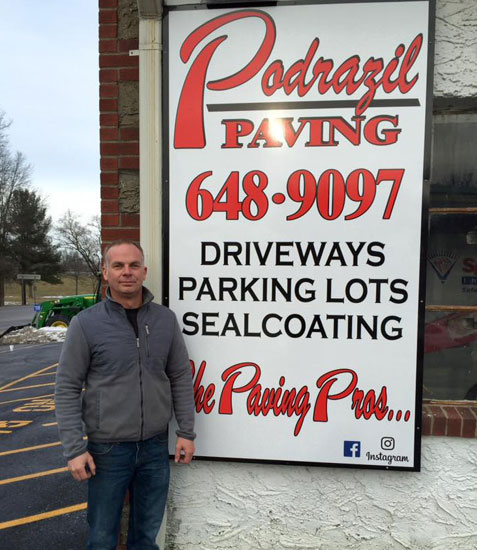 Podrazil
PAVING
648-9097
DRIVEWAYS
PARKING LOTS
SEALCOATING
The Paving Pros...
f
Instagram